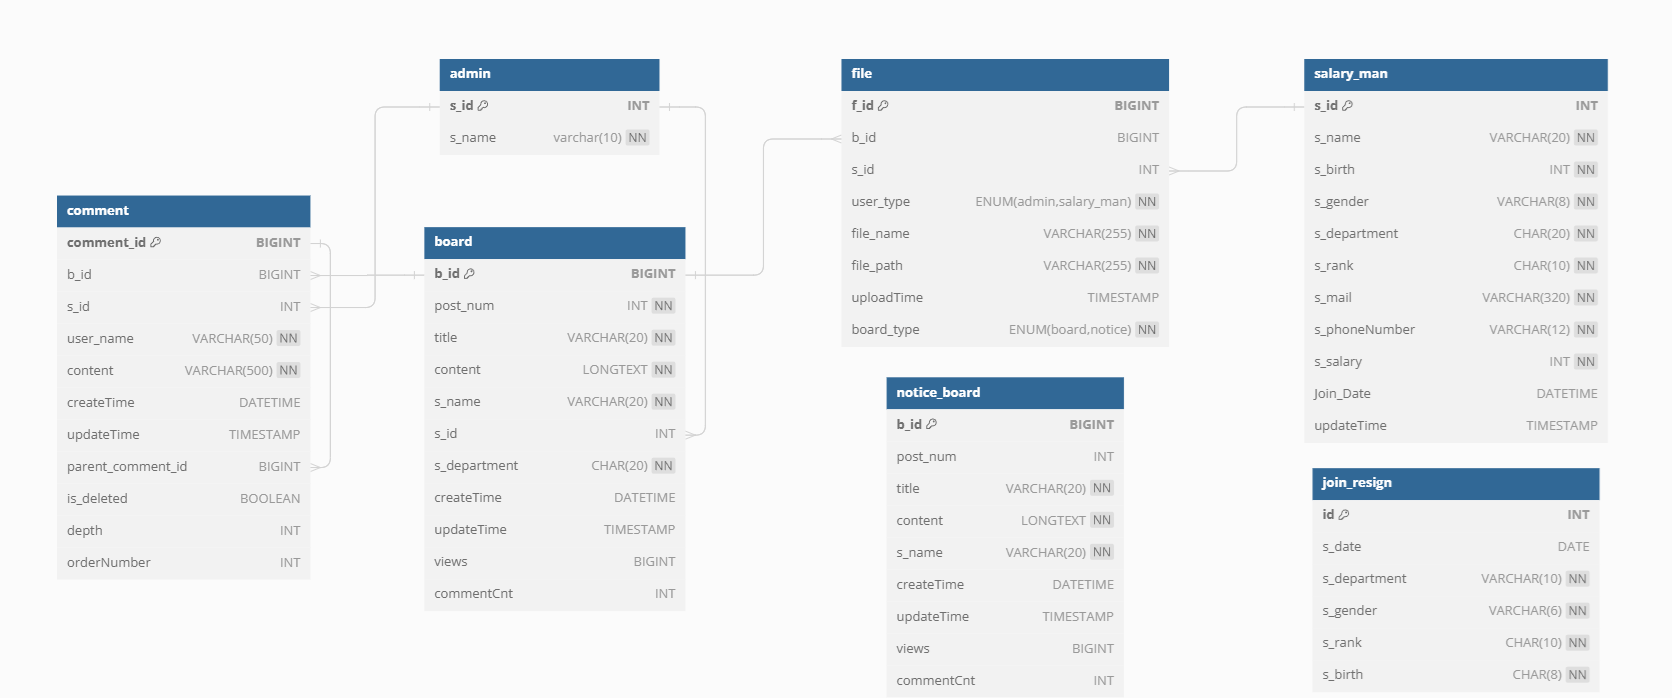 admin
s_id INT
s_name varchar(10) NN
comment
comment_id BIGINT
b_id BIGINT
s_id INT
user_name VARCHAR(50) NN
content VARCHAR(500) NN
createTime DATETIME
updateTime TIMESTAMP
parent_comment_id BIGINT
is_deleted BOOLEAN
depth INT
orderNumber INT
board
b_id BIGINT
post_num INT NN
title VARCHAR(20) NN
content LONGTEXT NN
s_name VARCHAR(20) NN
s_id INT
s_department CHAR(20) NN
createTime DATETIME
updateTime TIMESTAMP
views BIGINT
commentCnt INT
file
f_id BIGINT
b_id BIGINT
s_id INT
user_type ENUM(admin,salary_man) NN
file_name VARCHAR(255) NN
file_path VARCHAR(255) NN
uploadTime TIMESTAMP
board_type ENUM(board,notice) NN
notice_board
b_id BIGINT
post_num INT
title VARCHAR(20) NN
content LONGTEXT NN
s_name VARCHAR(20) NN
createTime DATETIME
updateTime TIMESTAMP
views BIGINT
commentCnt INT
salary_man
s_id INT
s_name VARCHAR(20) NN
s_birth INT NN
s_gender VARCHAR(8) NN
s_department CHAR(20) NN
s_rank CHAR(10) NN
s_mail VARCHAR(320) NN
s_phoneNumber VARCHAR(12) NN
s_salary INT NN
Join_Date DATETIME
updateTime TIMESTAMP
join_resign
id INT
s_date DATE
s_department VARCHAR(10) NN
s_gender VARCHAR(6) NN
s_rank CHAR(10) NN
s_birth CHAR(8) NN